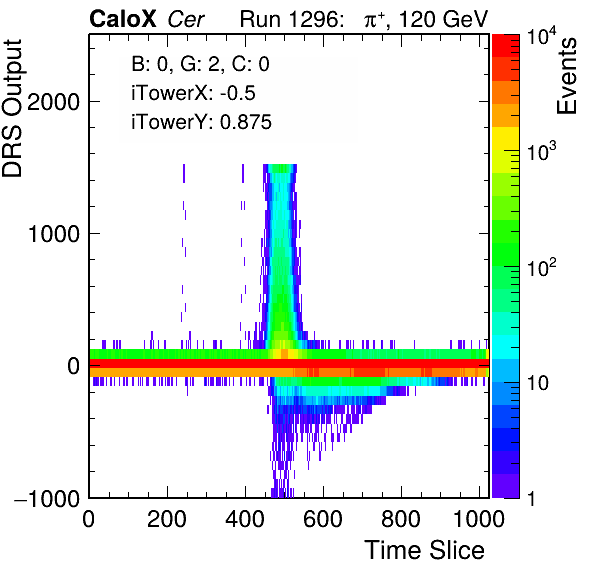 CaloX Cer Run 1296: π⁺, 120 GeV
B: 0, G: 2, C: 0
iTowerX: -0.5
iTowerY: 0.875
DRS Output
2000
1000
0
−1000
0 200 400 600 800 1000
Time Slice
Events
10⁴
10³
10²
10
1